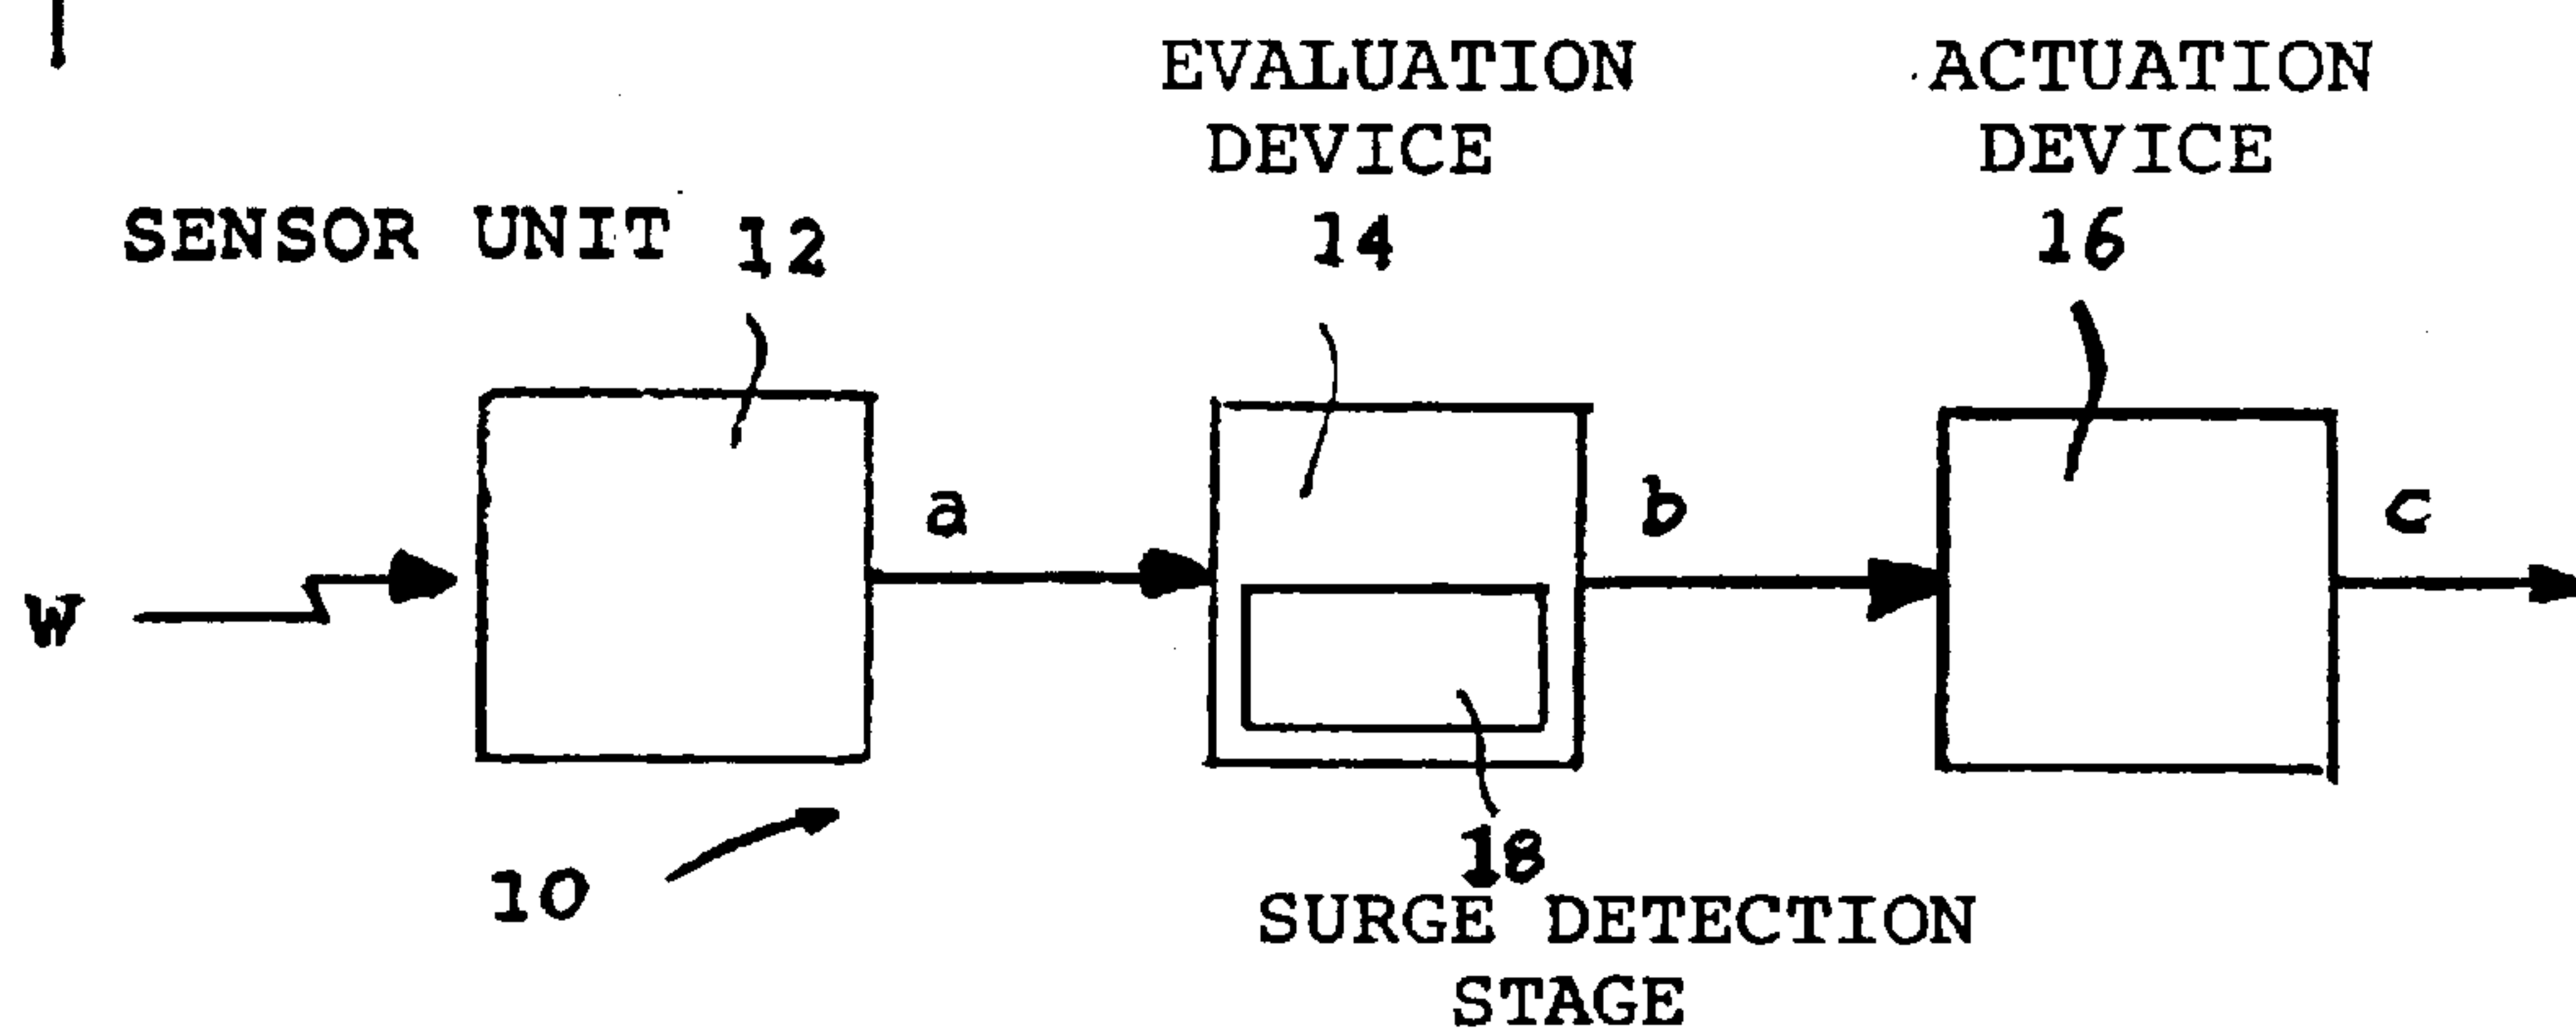 EVALUATION
DEVICE
14
ACTUATION
DEVICE
16
SENSOR UNIT 12
a
b
c
w
10
18
SURGE DETECTION
STAGE